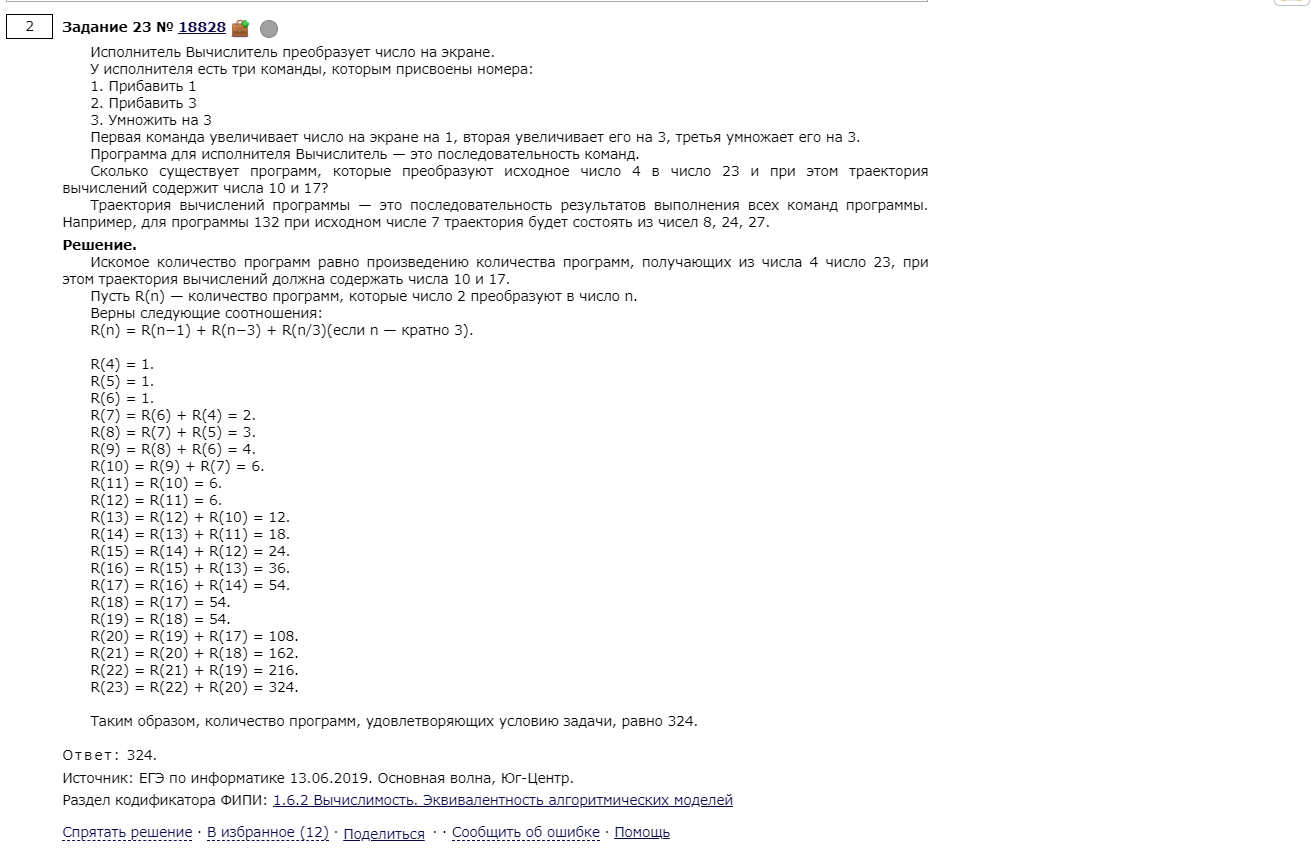 2
Задание 23 № 18828
Исполнитель Вычислитель преобразует число на экране.
У исполнителя есть три команды, которым присвоены номера:
1. Прибавить 1
2. Прибавить 3
3. Умножить на 3
Первая команда увеличивает число на экране на 1, вторая увеличивает его на 3, третья умножает его на 3.
Программа для исполнителя Вычислитель — это последовательность команд.
Сколько существует программ, которые преобразуют исходное число 4 в число 23 и при этом траектория
вычислений содержит числа 10 и 17?
Траектория вычислений программы — это последовательность результатов выполнения всех команд программы.
Например, для программы 132 при исходном числе 7 траектория будет состоять из чисел 8, 24, 27.
Решение.
Искомое количество программ равно произведению количества программ, получающих из числа 4 число 23, при
этом траектория вычислений должна содержать числа 10 и 17.
Пусть R(n) — количество программ, которые число 2 преобразуют в число n.
Верны следующие соотношения:
R(n) = R(n−1) + R(n−3) + R(n/3)(если n — кратно 3).
R(4) = 1.
R(5) = 1.
R(6) = 1.
R(7) = R(6) + R(4) = 2.
R(8) = R(7) + R(5) = 3.
R(9) = R(8) + R(6) = 4.
R(10) = R(9) + R(7) = 6.
R(11) = R(10) = 6.
R(12) = R(11) = 6.
R(13) = R(12) + R(10) = 12.
R(14) = R(13) + R(11) = 18.
R(15) = R(14) + R(12) = 24.
R(16) = R(15) + R(13) = 36.
R(17) = R(16) + R(14) = 54.
R(18) = R(17) = 54.
R(19) = R(18) = 54.
R(20) = R(19) + R(17) = 108.
R(21) = R(20) + R(18) = 162.
R(22) = R(21) + R(19) = 216.
R(23) = R(22) + R(20) = 324.
Таким образом, количество программ, удовлетворяющих условию задачи, равно 324.
Ответ: 324.
Источник: ЕГЭ по информатике 13.06.2019. Основная волна, Юг-Центр.
Раздел кодификатора ФИПИ: 1.6.2 Вычислимость. Эквивалентность алгоритмических моделей
Спрятать решение · В избранное (12) · Поделиться · · Сообщить об ошибке · Помощь